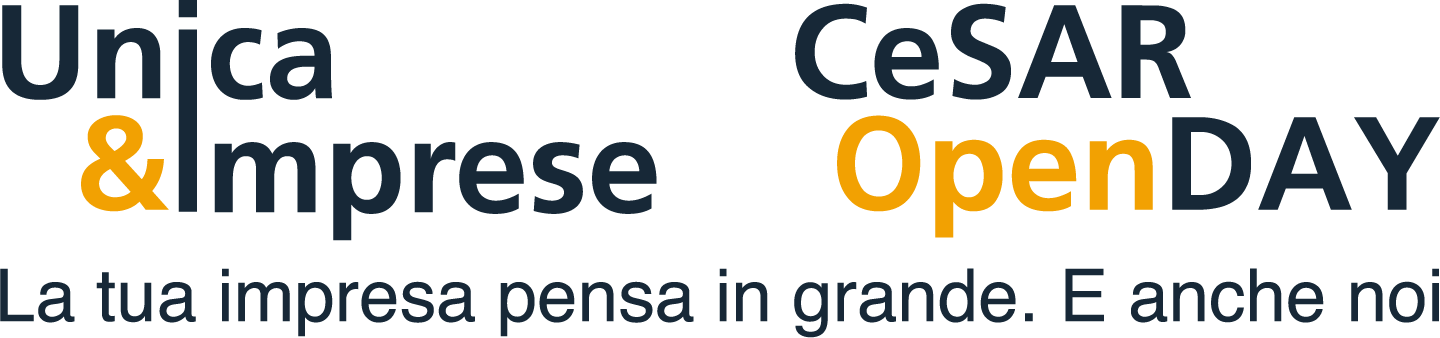 Unica
&Imprese
CeSAR
OpenDAY
La tua impresa pensa in grande. E anche noi